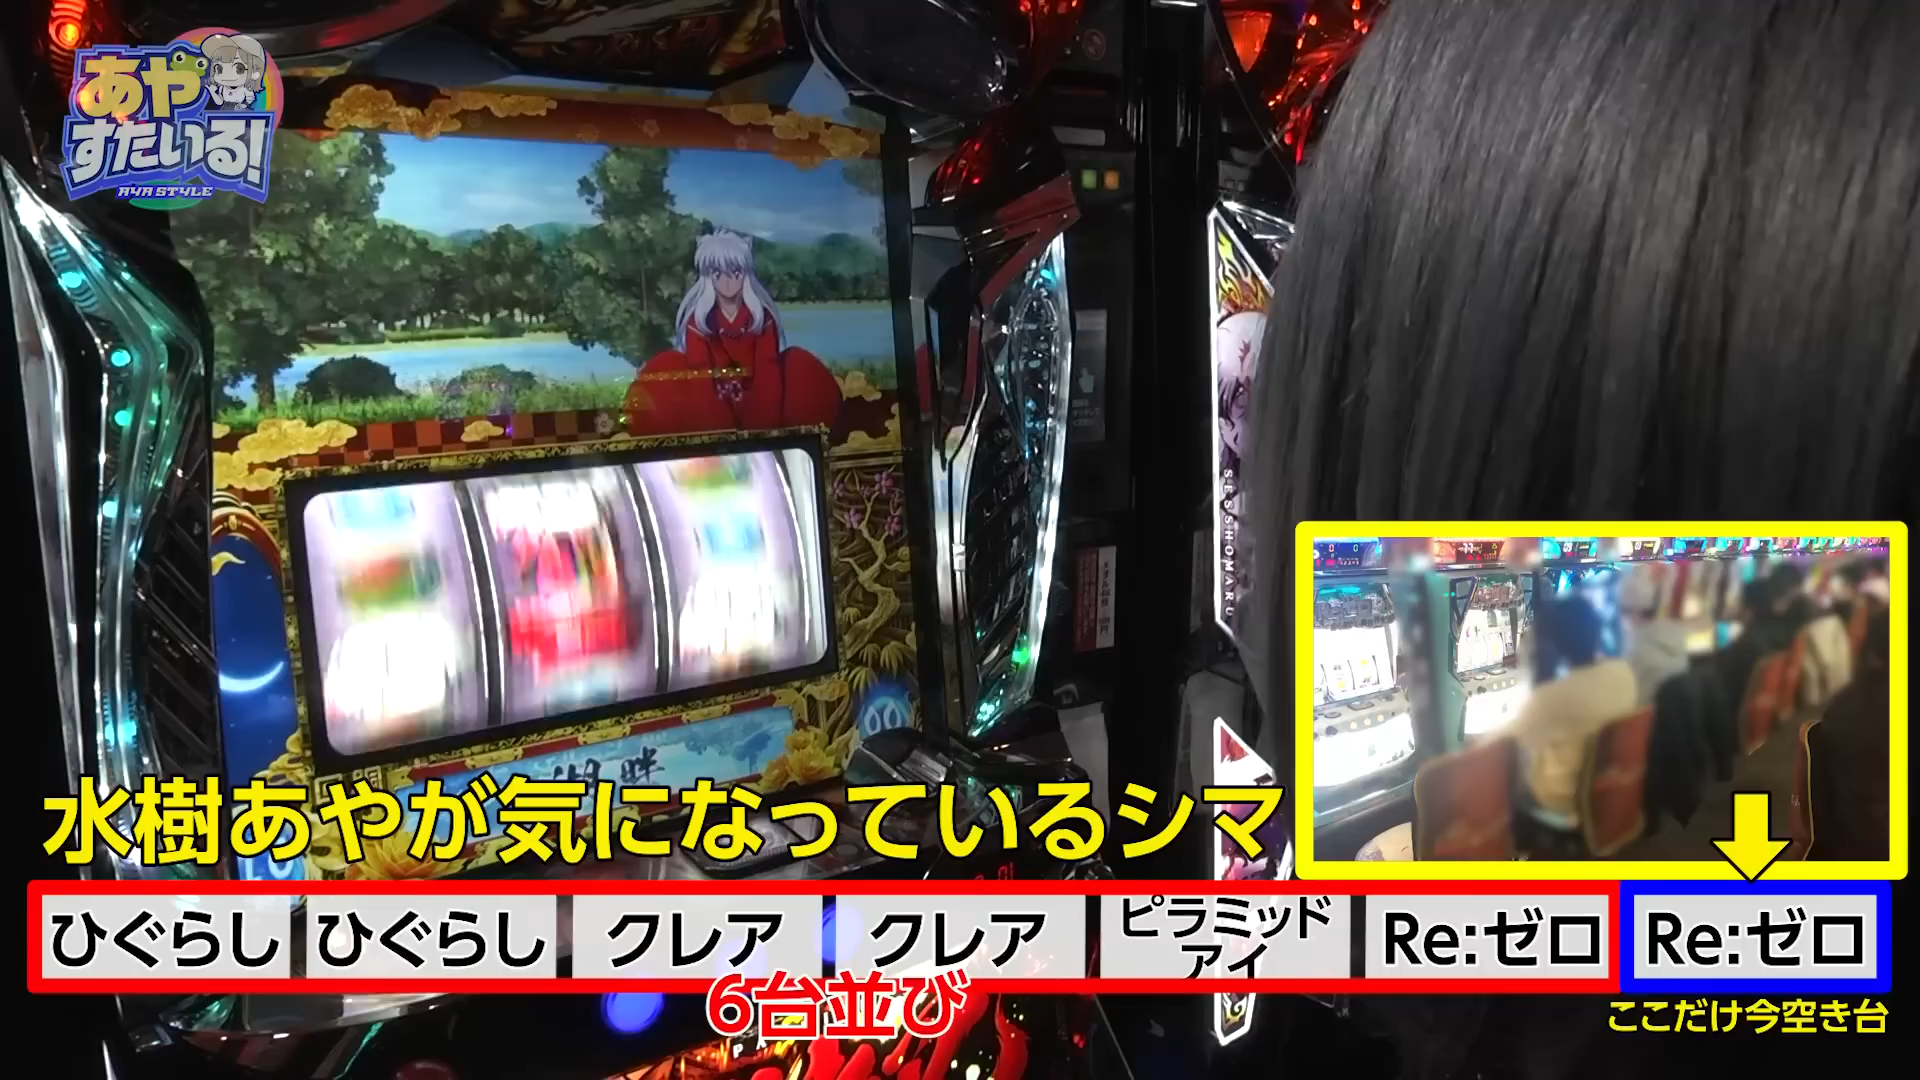 あや
すたいる!
AYA STYLE
SESSHOMARU
湖畔
水樹あやが気になっているシマ
ひぐらし ひぐらし クレア クレア ピラミッドアイ Re:ゼロ Re:ゼロ
6台並び
ここだけ今空き台